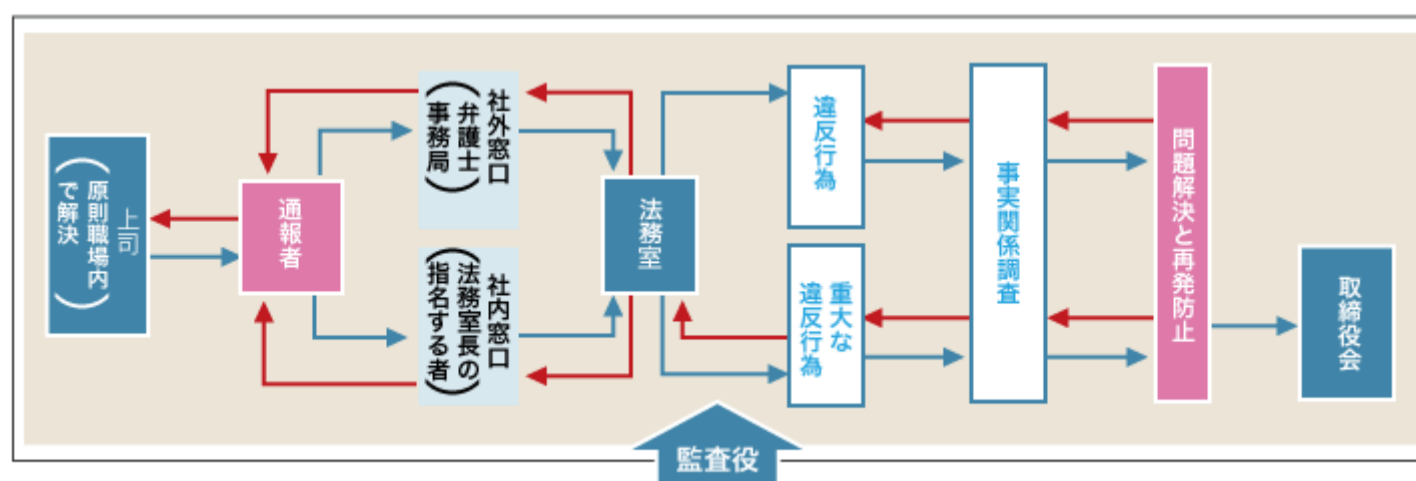 上司
(原則職場内
で解決)
通報者
社外窓口
(弁護士
事務局)
社内窓口
(法務室長の
指名する者)
法務室
違反行為
重大な
違反行為
事実関係調査
問題解決と再発防止
取締役会
監査役